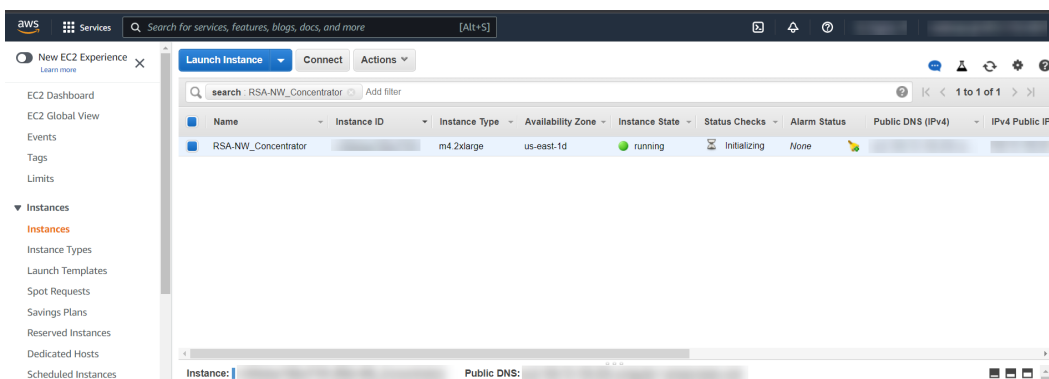 aws Services Search for services, features, blogs, docs, and more [Alt+S]
New EC2 Experience
Learn more
EC2 Dashboard
EC2 Global View
Events
Tags
Limits
Instances
Instances
Instance Types
Launch Templates
Spot Requests
Savings Plans
Reserved Instances
Dedicated Hosts
Scheduled Instances
Launch Instance Connect Actions
search : RSA-NW_Concentrator Add filter 1 to 1 of 1
Name Instance ID Instance Type Availability Zone Instance State Status Checks Alarm Status Public DNS (IPv4) IPv4 Public IP
RSA-NW_Concentrator m4.2xlarge us-east-1d running Initializing None
Instance: Public DNS: